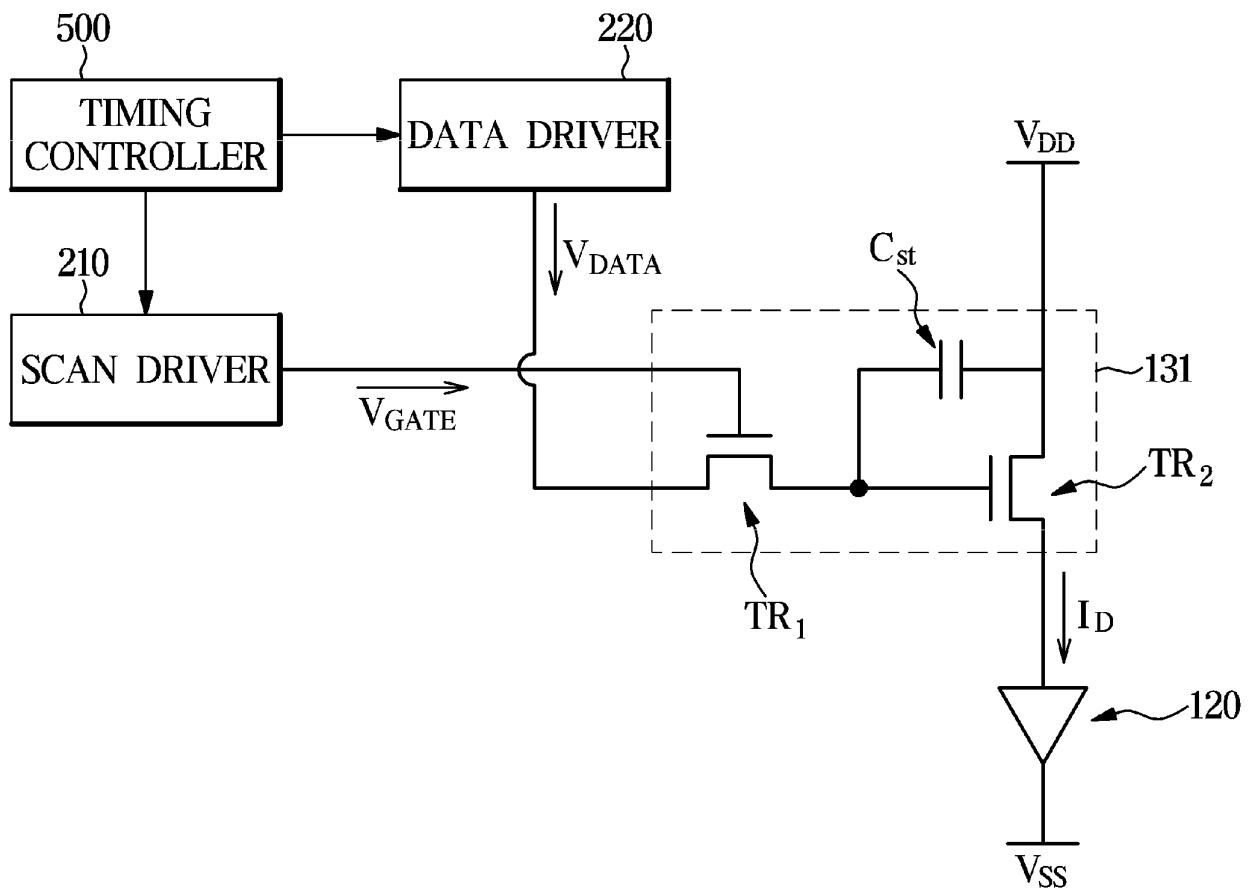 500
220
TIMING
CONTROLLER
DATA DRIVER
VDD
VDATA
Cst
210
SCAN DRIVER
VGATE
131
TR2
TR1
ID
120
VSS